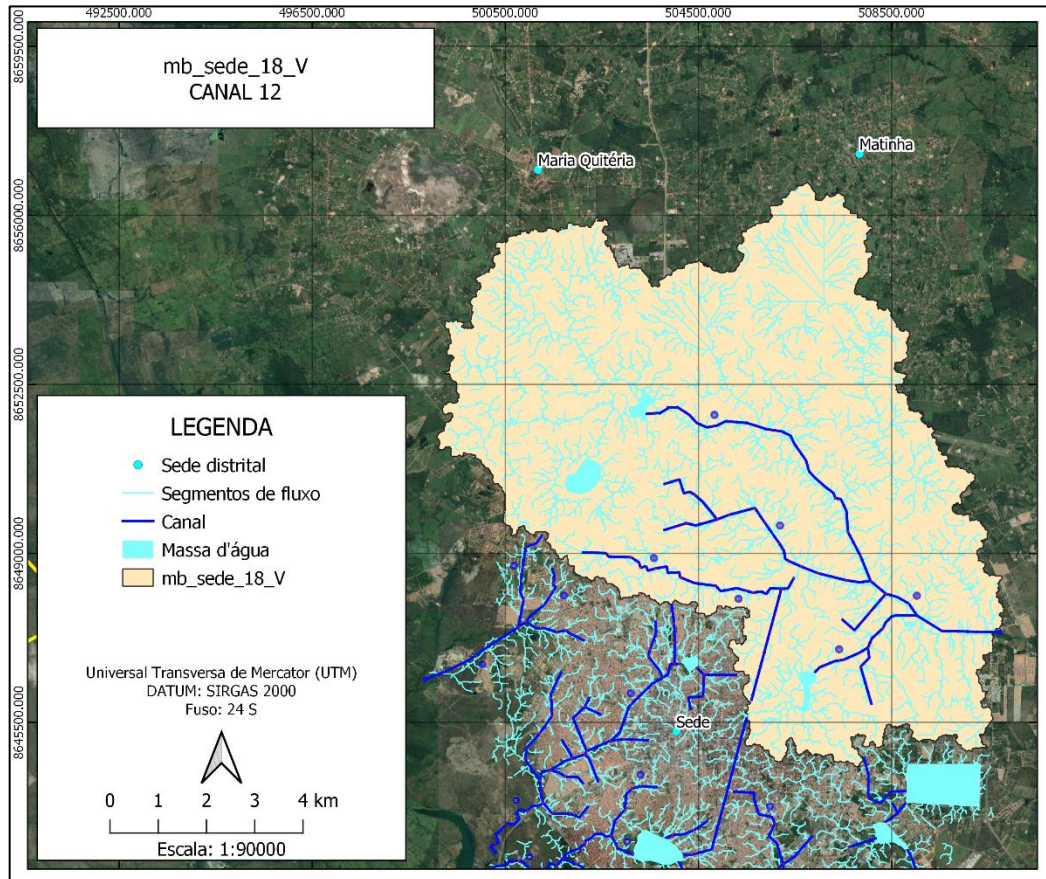 492500.000 496500.000 500500.000 504500.000 508500.000
8659500.000
mb_sede_18_V
CANAL 12
Maria Quitéria
Matinha
8656000.000
8652500.000
LEGENDA
Sede distrital
Segmentos de fluxo
Canal
Massa d'água
mb_sede_18_V
8649000.000
Universal Transversa de Mercator (UTM)
DATUM: SIRGAS 2000
Fuso: 24 S
8645500.000
Sede
0 1 2 3 4 km
Escala: 1:90000